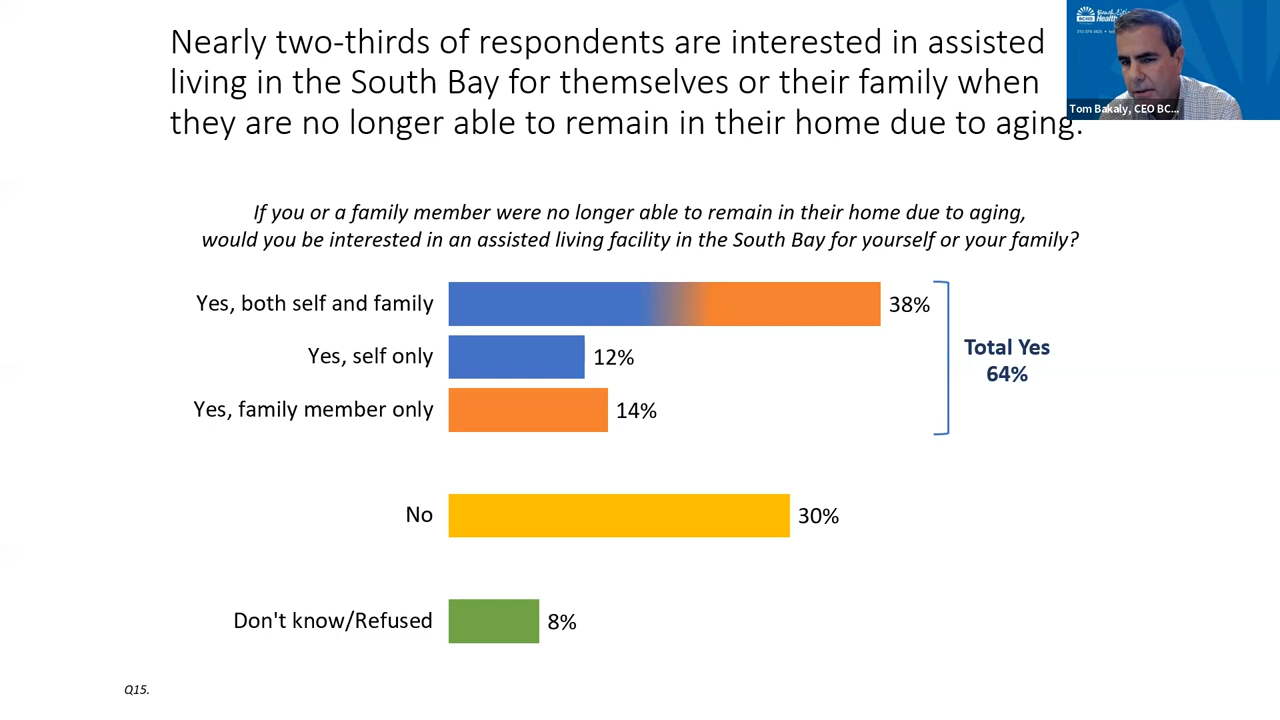 Nearly two-thirds of respondents are interested in assisted
living in the South Bay for themselves or their family when
they are no longer able to remain in their home due to aging.
BCHD
Health
Tom Bakaly, CEO BC...
If you or a family member were no longer able to remain in their home due to aging,
would you be interested in an assisted living facility in the South Bay for yourself or your family?
Yes, both self and family 38%
Yes, self only 12%
Yes, family member only 14%
Total Yes
64%
No 30%
Don't know/Refused 8%
Q15.